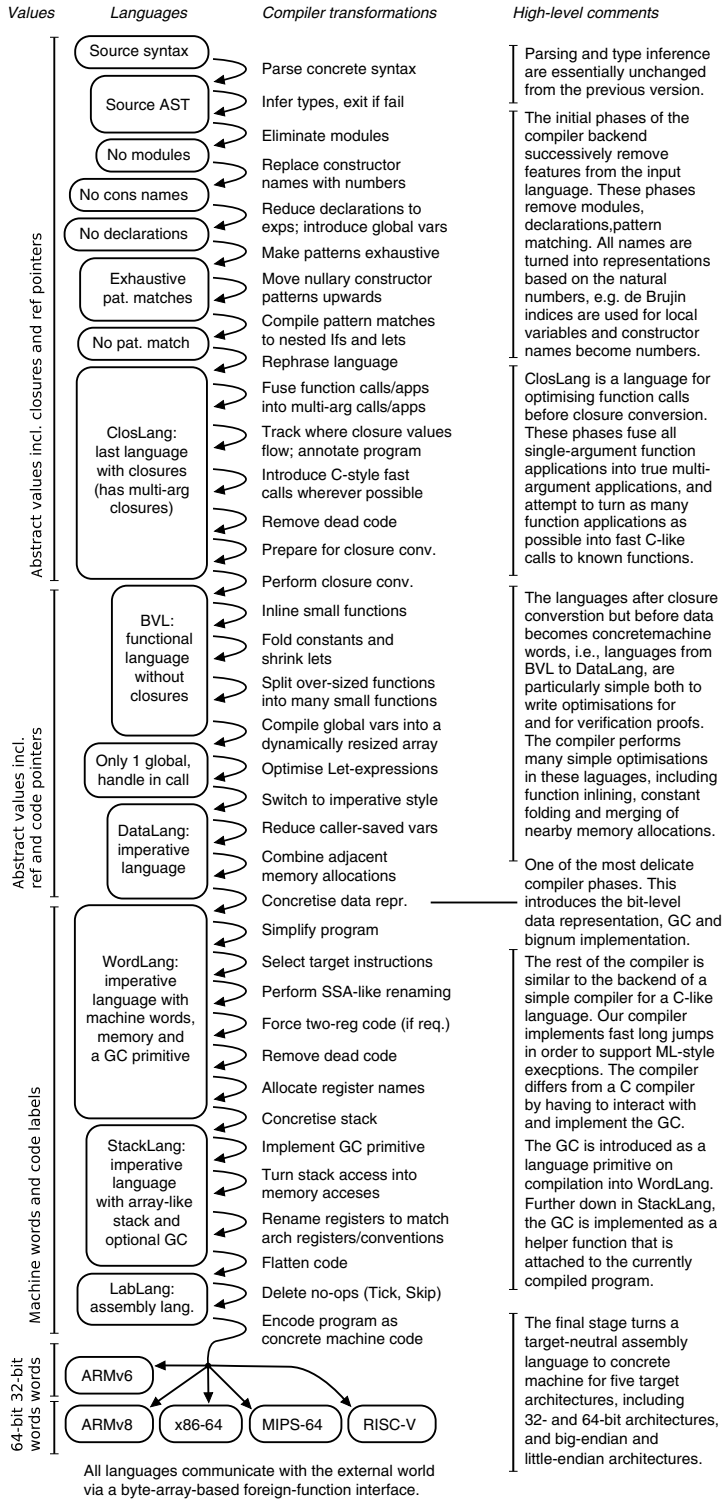 Values
Languages
Compiler transformations
High-level comments
Abstract values incl. closures and ref pointers
Abstract values incl.
ref and code pointers
Machine words and code labels
32-bit
words
64-bit
words
Source syntax
Source AST
No modules
No cons names
No declarations
Exhaustive
pat. matches
No pat. match
ClosLang:
last language
with closures
(has multi-arg
closures)
BVL:
functional
language
without
closures
Only 1 global,
handle in call
DataLang:
imperative
language
WordLang:
imperative
language with
machine words,
memory and
a GC primitive
StackLang:
imperative
language
with array-like
stack and
optional GC
LabLang:
assembly lang.
ARMv6
ARMv8
x86-64
MIPS-64
RISC-V
Parse concrete syntax
Infer types, exit if fail
Eliminate modules
Replace constructor
names with numbers
Reduce declarations to
exps; introduce global vars
Make patterns exhaustive
Move nullary constructor
patterns upwards
Compile pattern matches
to nested Ifs and lets
Rephrase language
Fuse function calls/apps
into multi-arg calls/apps
Track where closure values
flow; annotate program
Introduce C-style fast
calls wherever possible
Remove dead code
Prepare for closure conv.
Perform closure conv.
Inline small functions
Fold constants and
shrink lets
Split over-sized functions
into many small functions
Compile global vars into a
dynamically resized array
Optimise Let-expressions
Switch to imperative style
Reduce caller-saved vars
Combine adjacent
memory allocations
Concretise data repr.
Simplify program
Select target instructions
Perform SSA-like renaming
Force two-reg code (if req.)
Remove dead code
Allocate register names
Concretise stack
Implement GC primitive
Turn stack access into
memory acceses
Rename registers to match
arch registers/conventions
Flatten code
Delete no-ops (Tick, Skip)
Encode program as
concrete machine code
Parsing and type inference
are essentially unchanged
from the previous version.
The initial phases of the
compiler backend
successively remove
features from the input
language. These phases
remove modules,
declarations,pattern
matching. All names are
turned into representations
based on the natural
numbers, e.g. de Brujin
indices are used for local
variables and constructor
names become numbers.
ClosLang is a language for
optimising function calls
before closure conversion.
These phases fuse all
single-argument function
applications into true multi-
argument applications, and
attempt to turn as many
function applications as
possible into fast C-like
calls to known functions.
The languages after closure
converstion but before data
becomes concretemachine
words, i.e., languages from
BVL to DataLang, are
particularly simple both to
write optimisations for
and for verification proofs.
The compiler performs
many simple optimisations
in these laguages, including
function inlining, constant
folding and merging of
nearby memory allocations.
One of the most delicate
compiler phases. This
introduces the bit-level
data representation, GC and
bignum implementation.
The rest of the compiler is
similar to the backend of a
simple compiler for a C-like
language. Our compiler
implements fast long jumps
in order to support ML-style
execptions. The compiler
differs from a C compiler
by having to interact with
and implement the GC.
The GC is introduced as a
language primitive on
compilation into WordLang.
Further down in StackLang,
the GC is implemented as a
helper function that is
attached to the currently
compiled program.
The final stage turns a
target-neutral assembly
language to concrete
machine for five target
architectures, including
32- and 64-bit architectures,
and big-endian and
little-endian architectures.
All languages communicate with the external world
via a byte-array-based foreign-function interface.